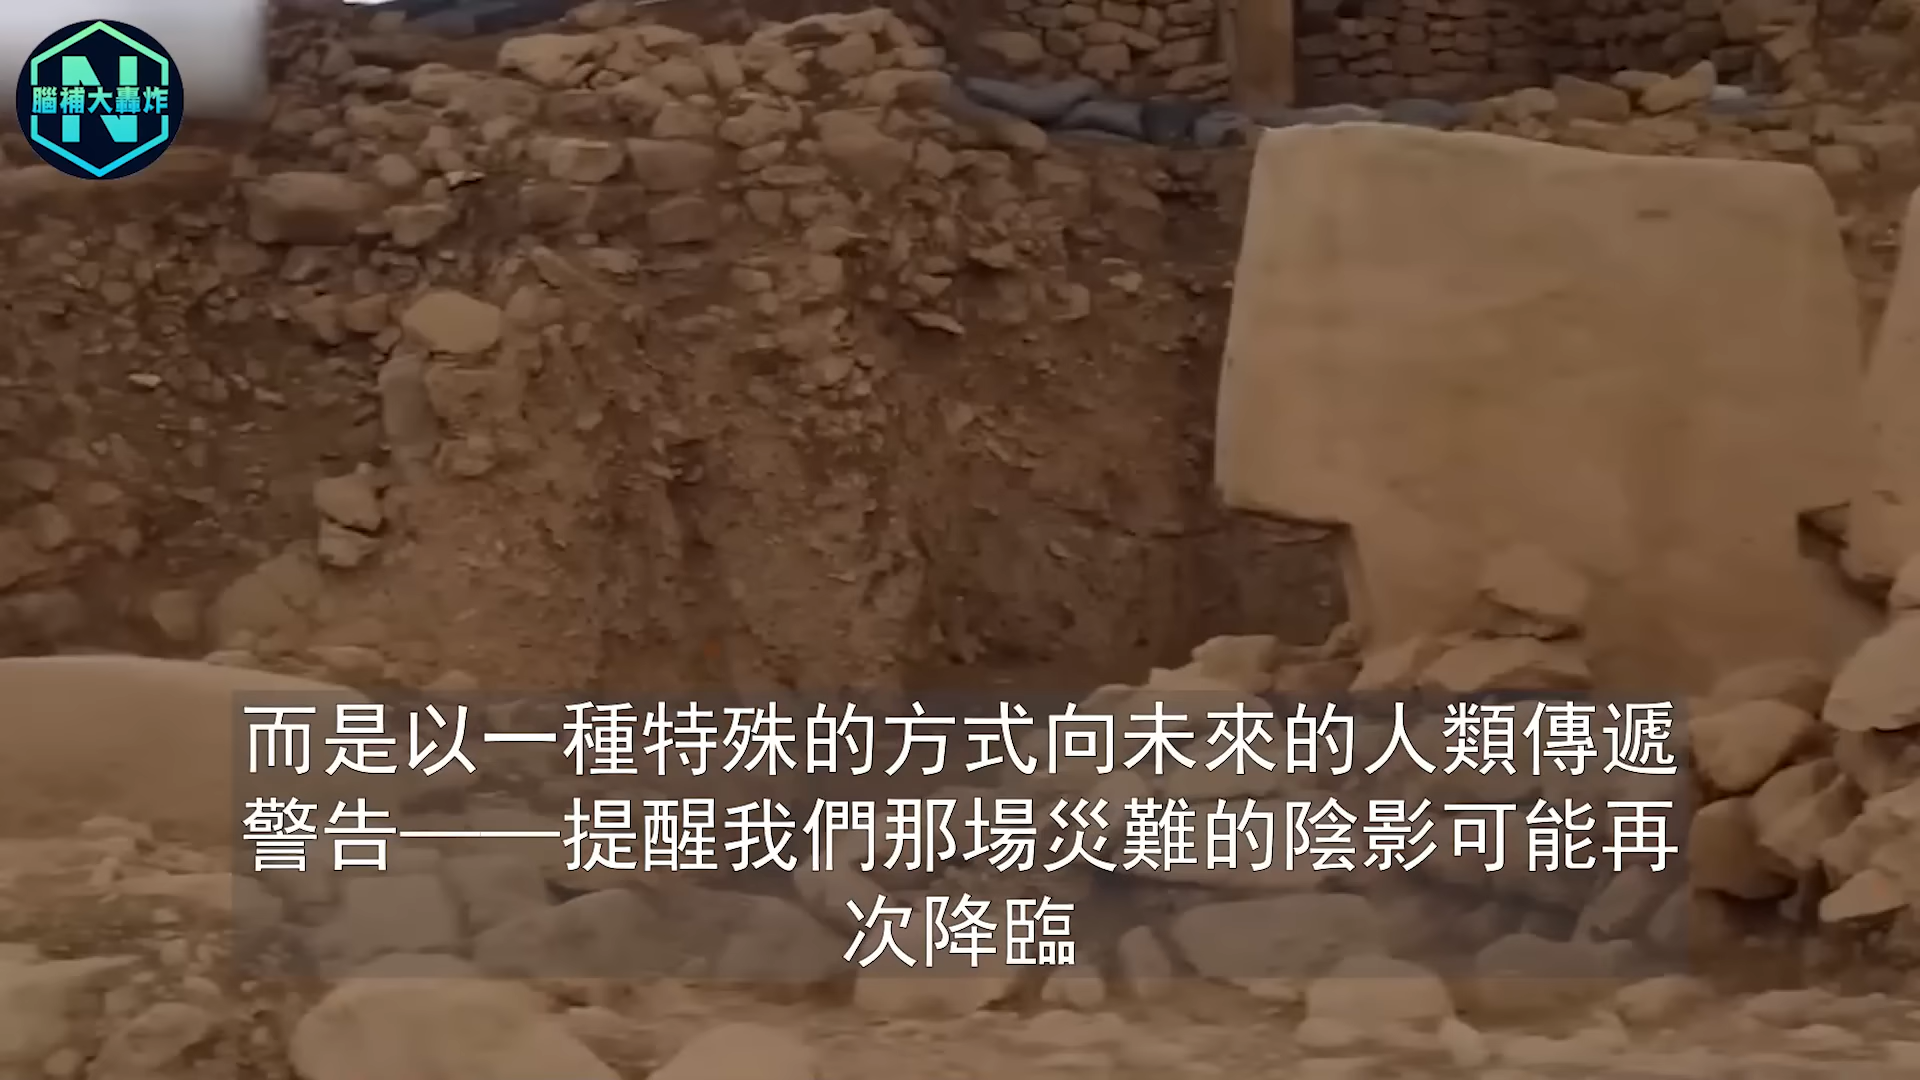 腦補大轟炸
而是以一種特殊的方式向未來的人類傳遞
警告——提醒我們那場災難的陰影可能再
次降臨